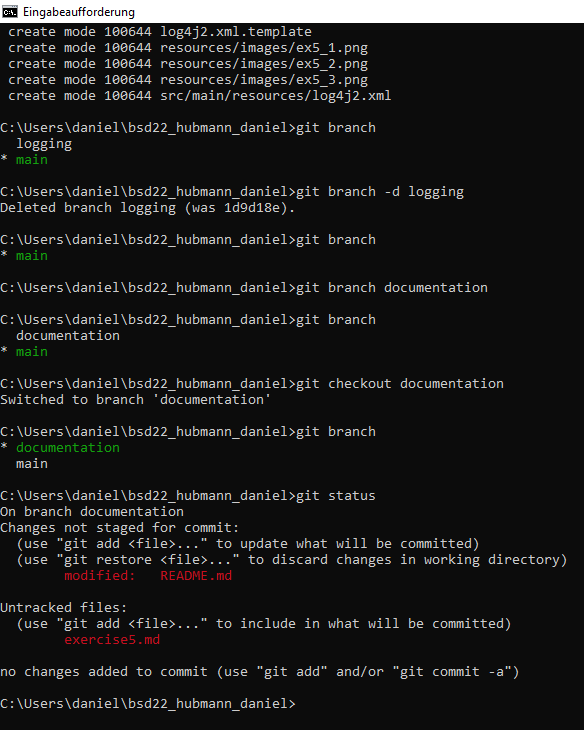 Eingabeaufforderung
create mode 100644 log4j2.xml.template
create mode 100644 resources/images/ex5_1.png
create mode 100644 resources/images/ex5_2.png
create mode 100644 resources/images/ex5_3.png
create mode 100644 src/main/resources/log4j2.xml
C:\Users\daniel\bsd22_hubmann_daniel>git branch
logging
* main
C:\Users\daniel\bsd22_hubmann_daniel>git branch -d logging
Deleted branch logging (was 1d9d18e).
C:\Users\daniel\bsd22_hubmann_daniel>git branch
* main
C:\Users\daniel\bsd22_hubmann_daniel>git branch documentation
C:\Users\daniel\bsd22_hubmann_daniel>git branch
documentation
* main
C:\Users\daniel\bsd22_hubmann_daniel>git checkout documentation
Switched to branch 'documentation'
C:\Users\daniel\bsd22_hubmann_daniel>git branch
* documentation
main
C:\Users\daniel\bsd22_hubmann_daniel>git status
On branch documentation
Changes not staged for commit:
(use "git add <file>..." to update what will be committed)
(use "git restore <file>..." to discard changes in working directory)
modified:   README.md
Untracked files:
(use "git add <file>..." to include in what will be committed)
exercise5.md
no changes added to commit (use "git add" and/or "git commit -a")
C:\Users\daniel\bsd22_hubmann_daniel>